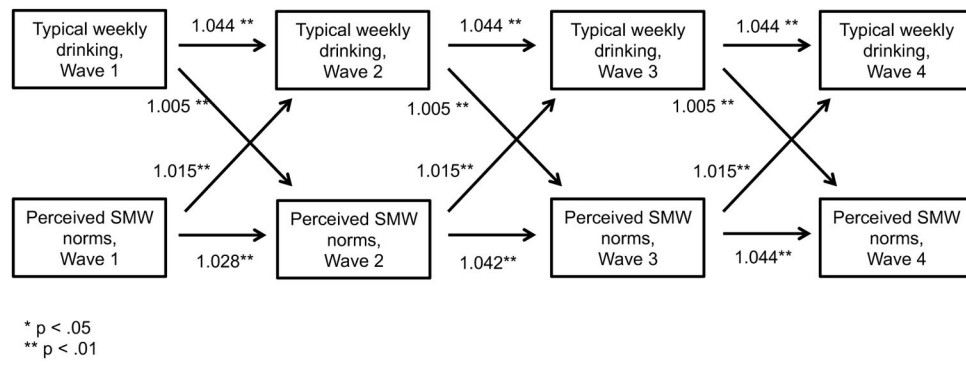 Typical weekly
drinking,
Wave 1
1.044 **
Typical weekly
drinking,
Wave 2
1.044 **
Typical weekly
drinking,
Wave 3
1.044 **
Typical weekly
drinking,
Wave 4
1.005 **
1.005 **
1.005 **
1.015**
1.015**
1.015**
Perceived SMW
norms,
Wave 1
1.028**
Perceived SMW
norms,
Wave 2
1.042**
Perceived SMW
norms,
Wave 3
1.044**
Perceived SMW
norms,
Wave 4
* p < .05
** p < .01